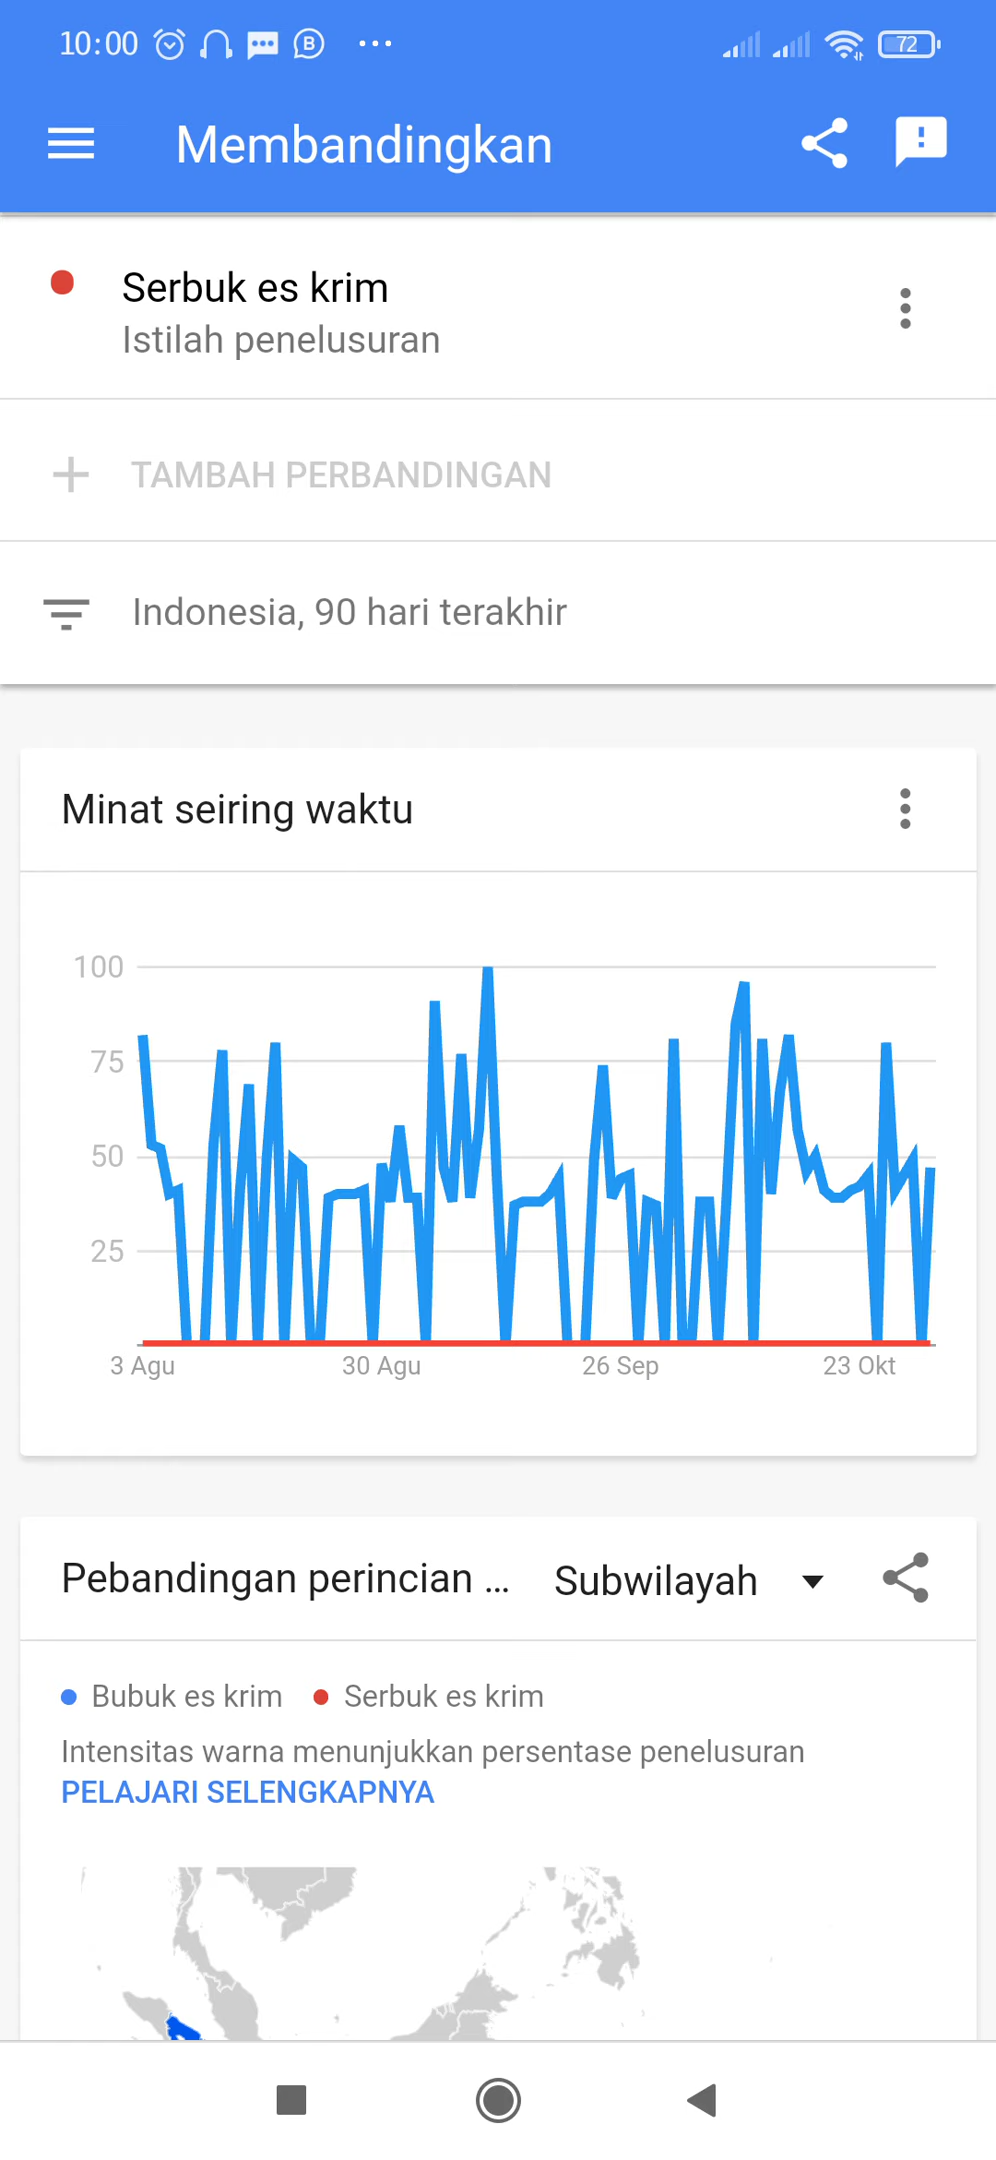 10:00
B
72
Membandingkan
Serbuk es krim
Istilah penelusuran
TAMBAH PERBANDINGAN
Indonesia, 90 hari terakhir
Minat seiring waktu
100
75
50
25
3 Agu 30 Agu 26 Sep 23 Okt
Pebandingan perincian ... Subwilayah
Bubuk es krim Serbuk es krim
Intensitas warna menunjukkan persentase penelusuran
PELAJARI SELENGKAPNYA